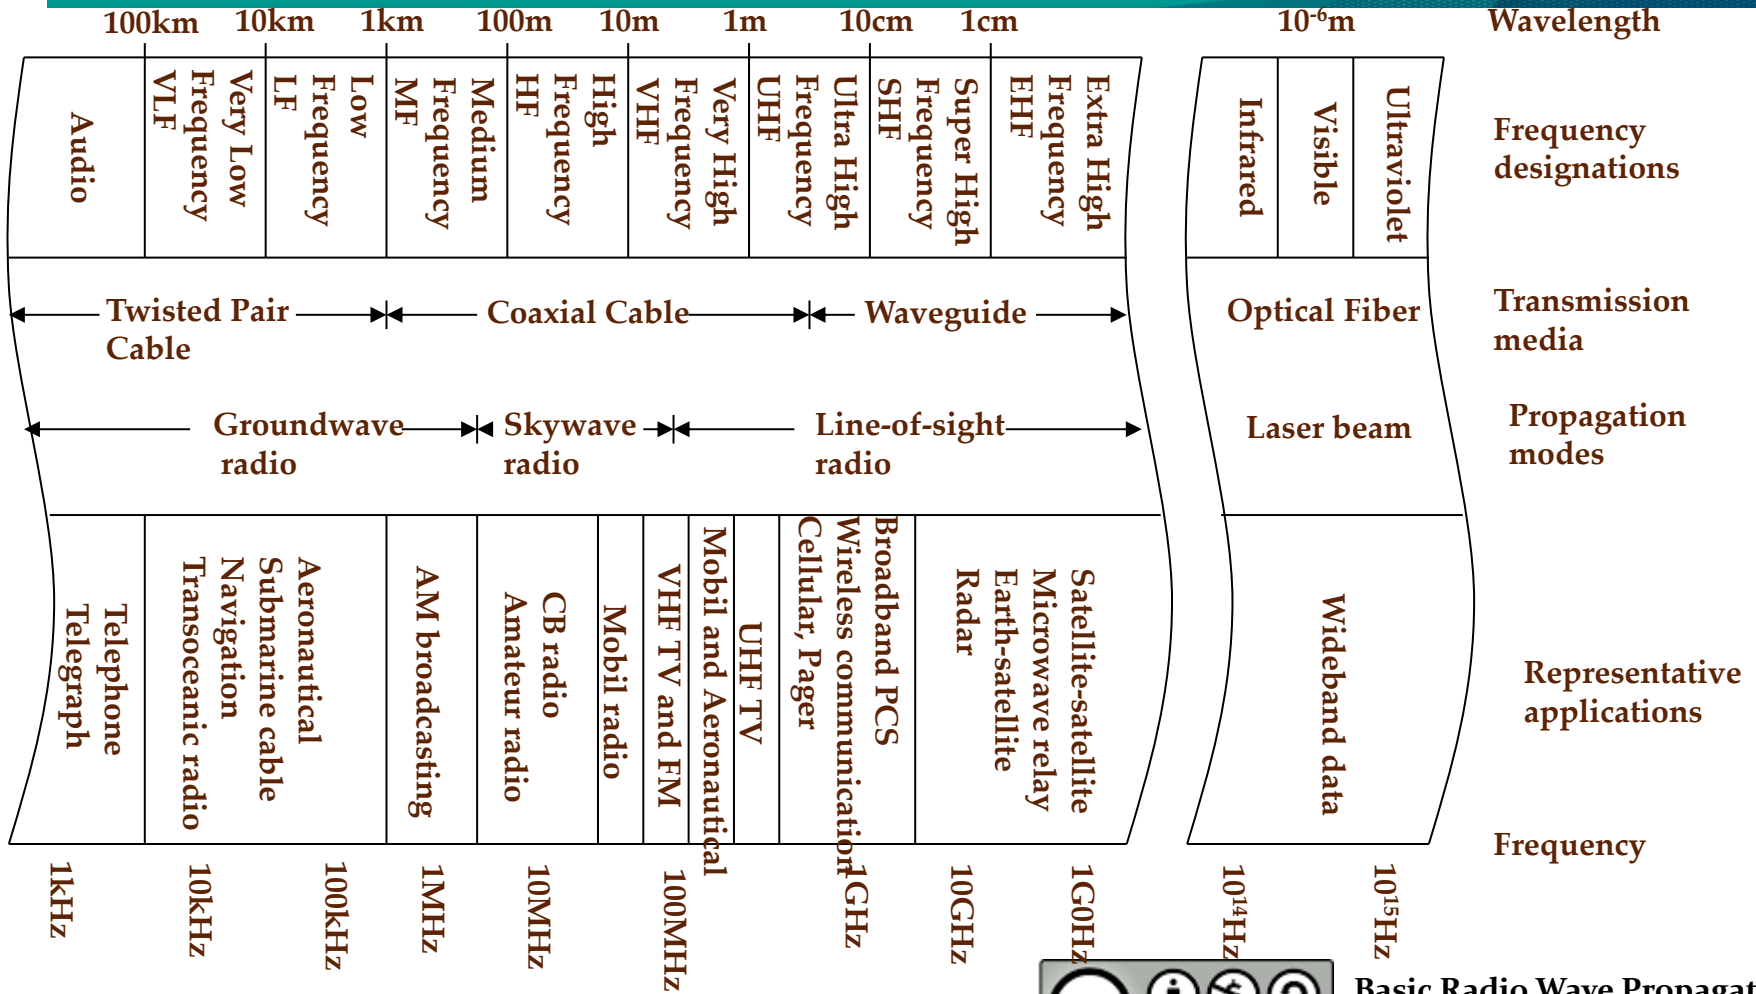 100km
10km
1km
100m
10m
1m
10cm
1cm
10-6m
Wavelength
Audio
Very Low
Frequency
VLF
Low
Frequency
LF
Medium
Frequency
MF
High
Frequency
HF
Very High
Frequency
VHF
Ultra High
Frequency
UHF
Super High
Frequency
SHF
Extra High
Frequency
EHF
Infrared
Visible
Ultraviolet
Frequency
designations
Twisted Pair
Cable
Coaxial Cable
Waveguide
Optical Fiber
Transmission
media
Groundwave
radio
Skywave
radio
Line-of-sight
radio
Laser beam
Propagation
modes
Telephone
Telegraph
Aeronautical
Submarine cable
Navigation
Transoceanic radio
AM broadcasting
CB radio
Amateur radio
Mobil radio
VHF TV and FM
Mobil and Aeronautical
UHF TV
Broadband PCS
Wireless communication
Cellular, Pager
Satellite-satellite
Microwave relay
Earth-satellite
Radar
Wideband data
Representative
applications
Frequency
1kHz
10kHz
100kHz
1MHz
10MHz
100MHz
1GHz
10GHz
1G0Hz
10¹⁴Hz
10¹⁵Hz
Basic Radio Wave Propagat